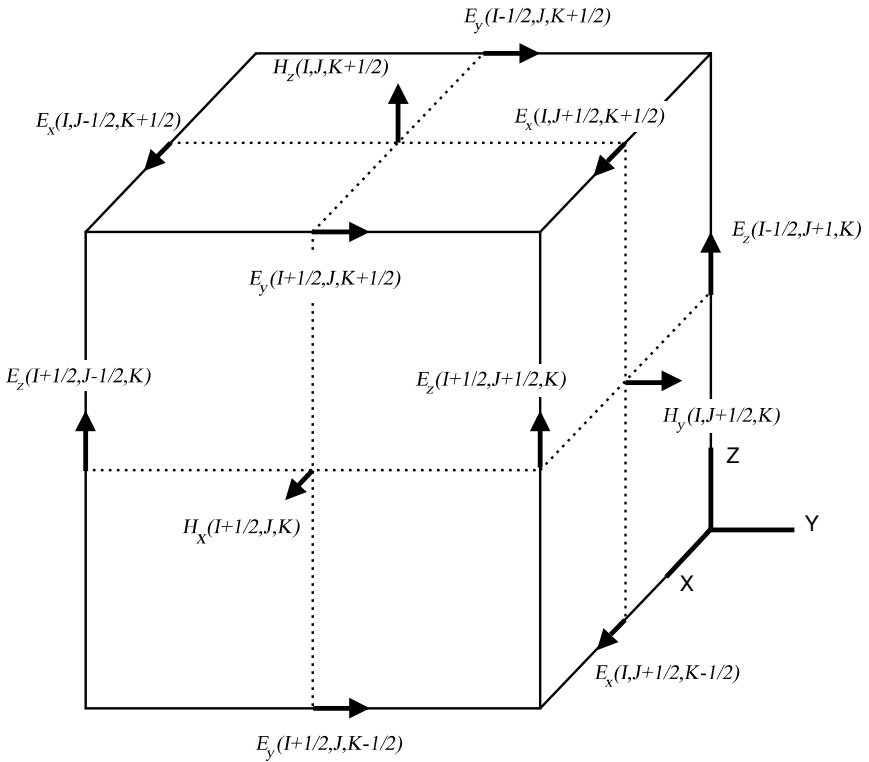 E_y(I-1/2,J,K+1/2)
H_z(I,J,K+1/2)
E_x(I,J-1/2,K+1/2)
E_x(I,J+1/2,K+1/2)
E_z(I-1/2,J+1,K)
E_y(I+1/2,J,K+1/2)
E_z(I+1/2,J-1/2,K)
E_z(I+1/2,J+1/2,K)
H_y(I,J+1/2,K)
Z
H_x(I+1/2,J,K)
Y
X
E_x(I,J+1/2,K-1/2)
E_y(I+1/2,J,K-1/2)